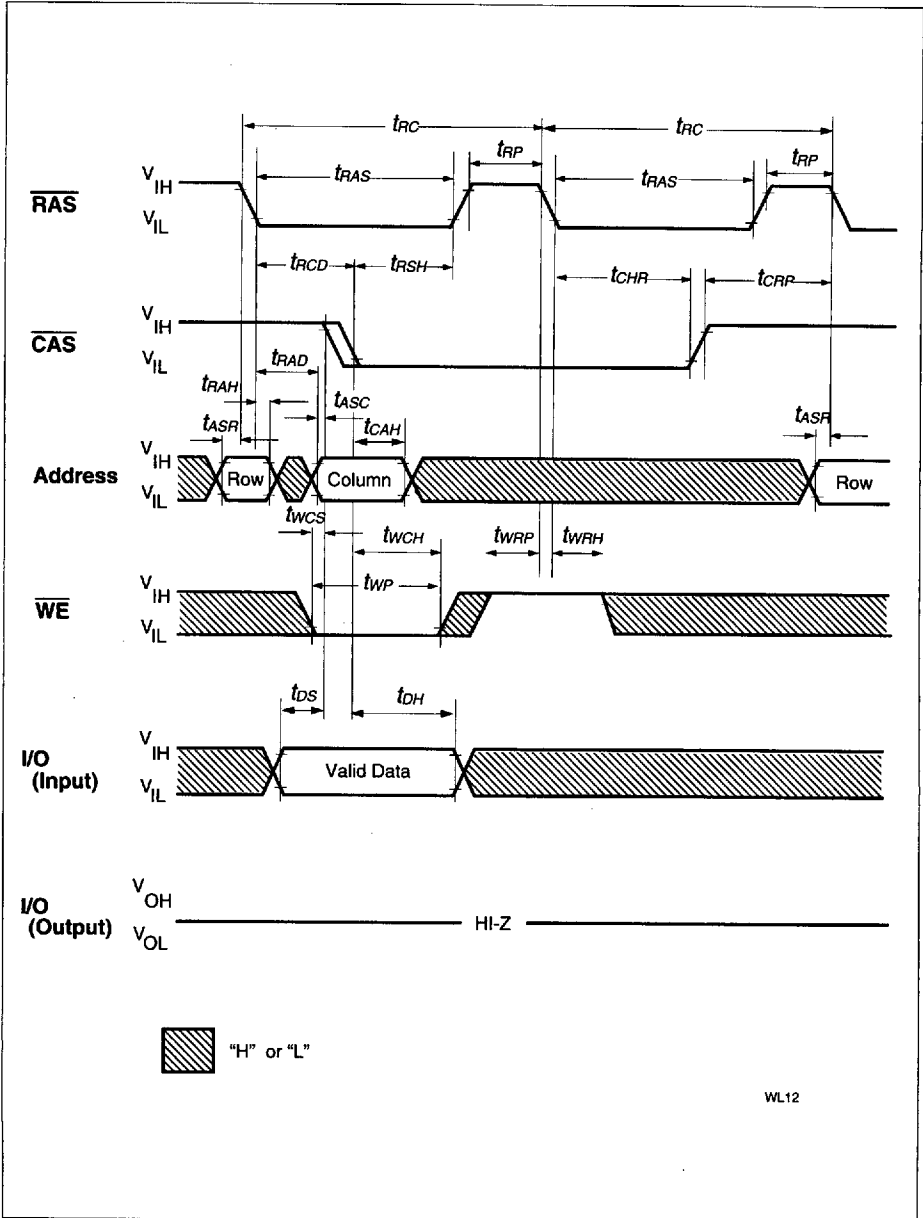 tRC tRC
tRP tRP
tRAS tRAS
RAS VIH
VIL
tRCD tRSH tCHR tCRP
CAS VIH
VIL
tRAD
tRAH tASC
tASR tCAH tASR
Address VIH
VIL
Row Column Row
tWCS tWCH tWRP tWRH
tWP
WE VIH
VIL
tDS tDH
I/O (Input) VIH
VIL
Valid Data
I/O (Output) VOH
VOL
HI-Z
"H" or "L"
WL12